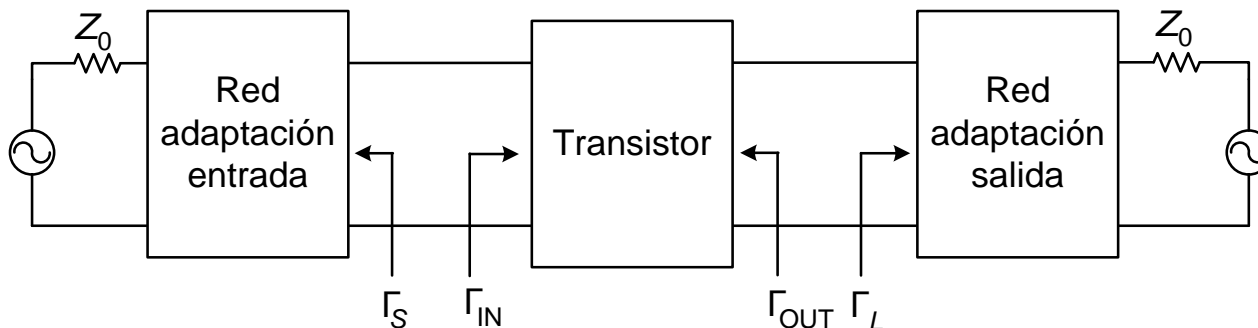 Z0
Red
adaptación
entrada
Transistor
Red
adaptación
salida
Z0
ΓS
ΓIN
ΓOUT
ΓL